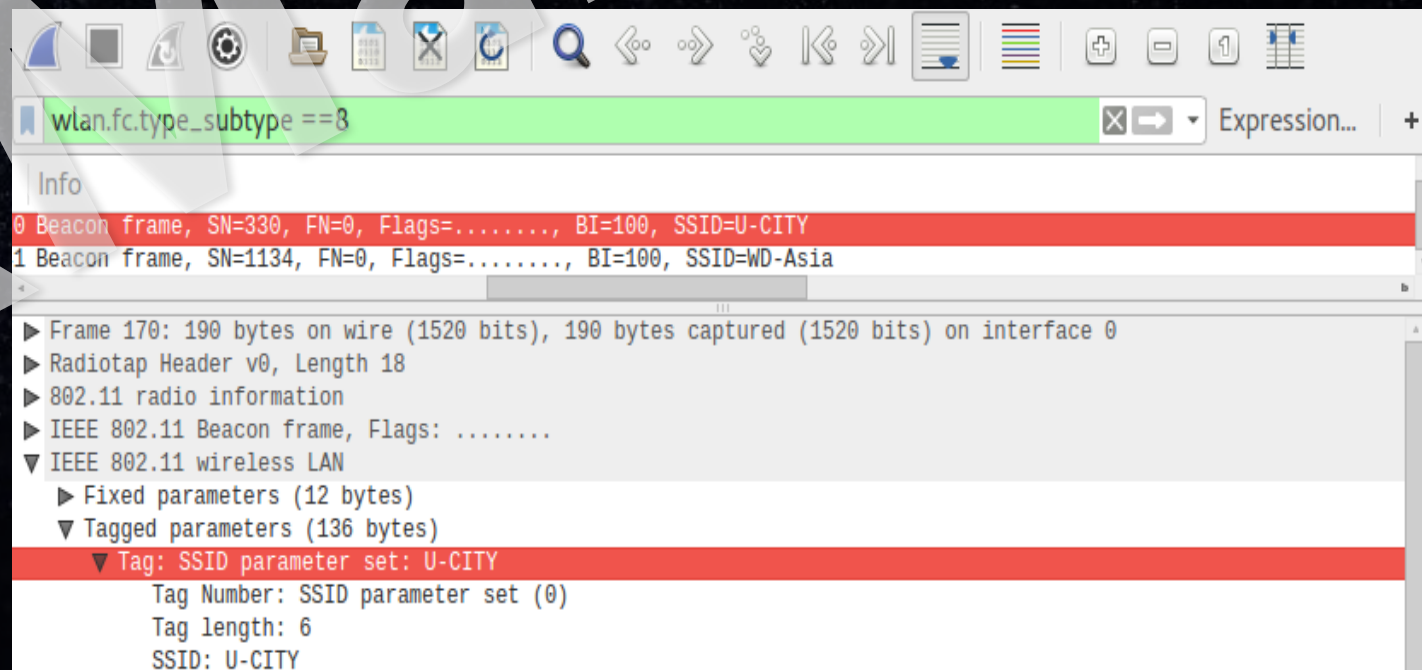 wlan.fc.type_subtype ==8
Expression...
+
Info
0 Beacon frame, SN=330, FN=0, Flags=........, BI=100, SSID=U-CITY
1 Beacon frame, SN=1134, FN=0, Flags=........, BI=100, SSID=WD-Asia
Frame 170: 190 bytes on wire (1520 bits), 190 bytes captured (1520 bits) on interface 0
Radiotap Header v0, Length 18
802.11 radio information
IEEE 802.11 Beacon frame, Flags: ........
IEEE 802.11 wireless LAN
Fixed parameters (12 bytes)
Tagged parameters (136 bytes)
Tag: SSID parameter set: U-CITY
Tag Number: SSID parameter set (0)
Tag length: 6
SSID: U-CITY